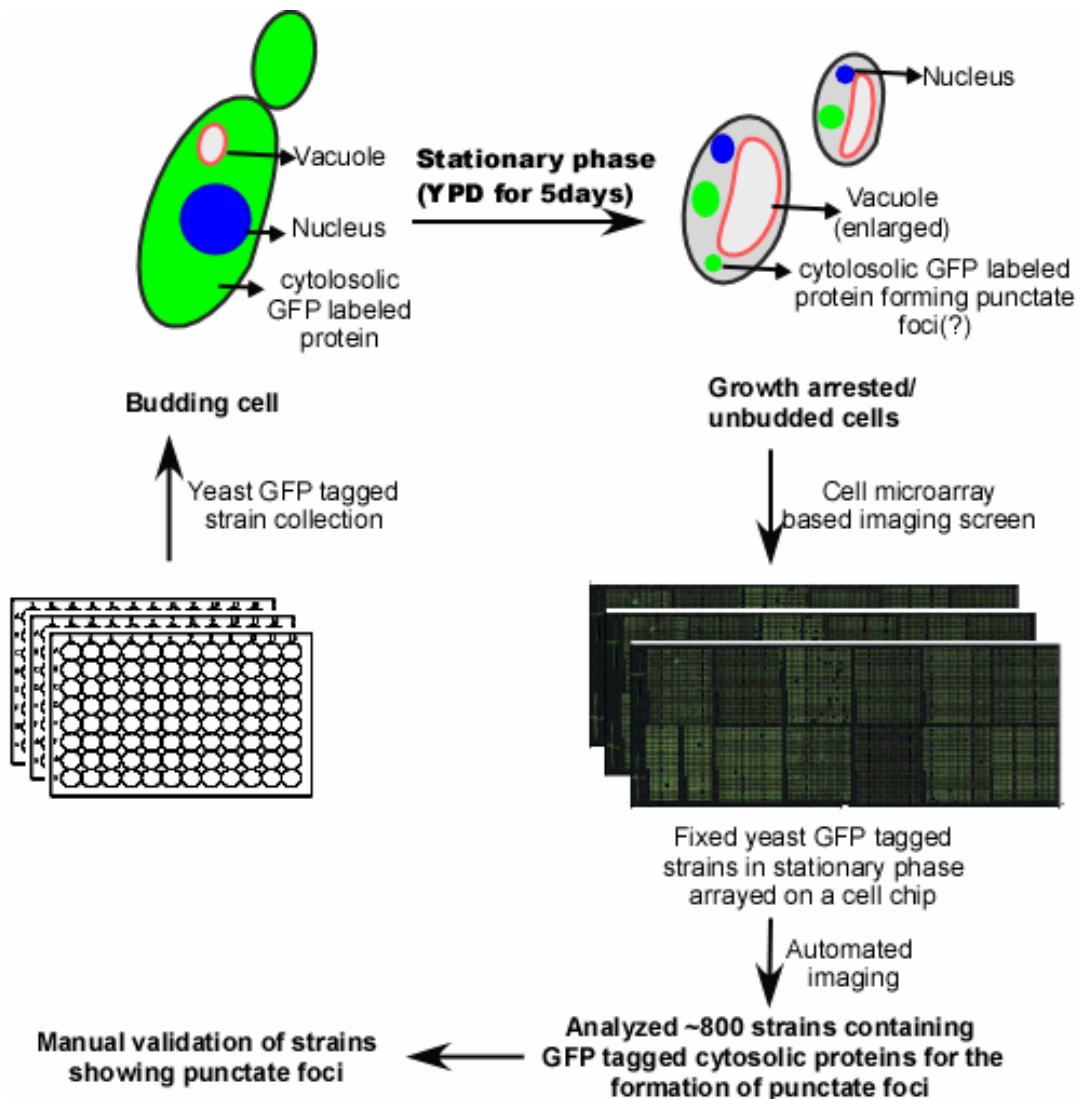 Vacuole
Nucleus
cytolosolic
GFP labeled
protein
Budding cell
Stationary phase
(YPD for 5days)
Nucleus
Vacuole
(enlarged)
cytolosolic GFP labeled
protein forming punctate
foci(?)
Growth arrested/
unbudded cells
Yeast GFP tagged
strain collection
Cell microarray
based imaging screen
Fixed yeast GFP tagged
strains in stationary phase
arrayed on a cell chip
Automated
imaging
Analyzed ~800 strains containing
GFP tagged cytosolic proteins for the
formation of punctate foci
Manual validation of strains
showing punctate foci